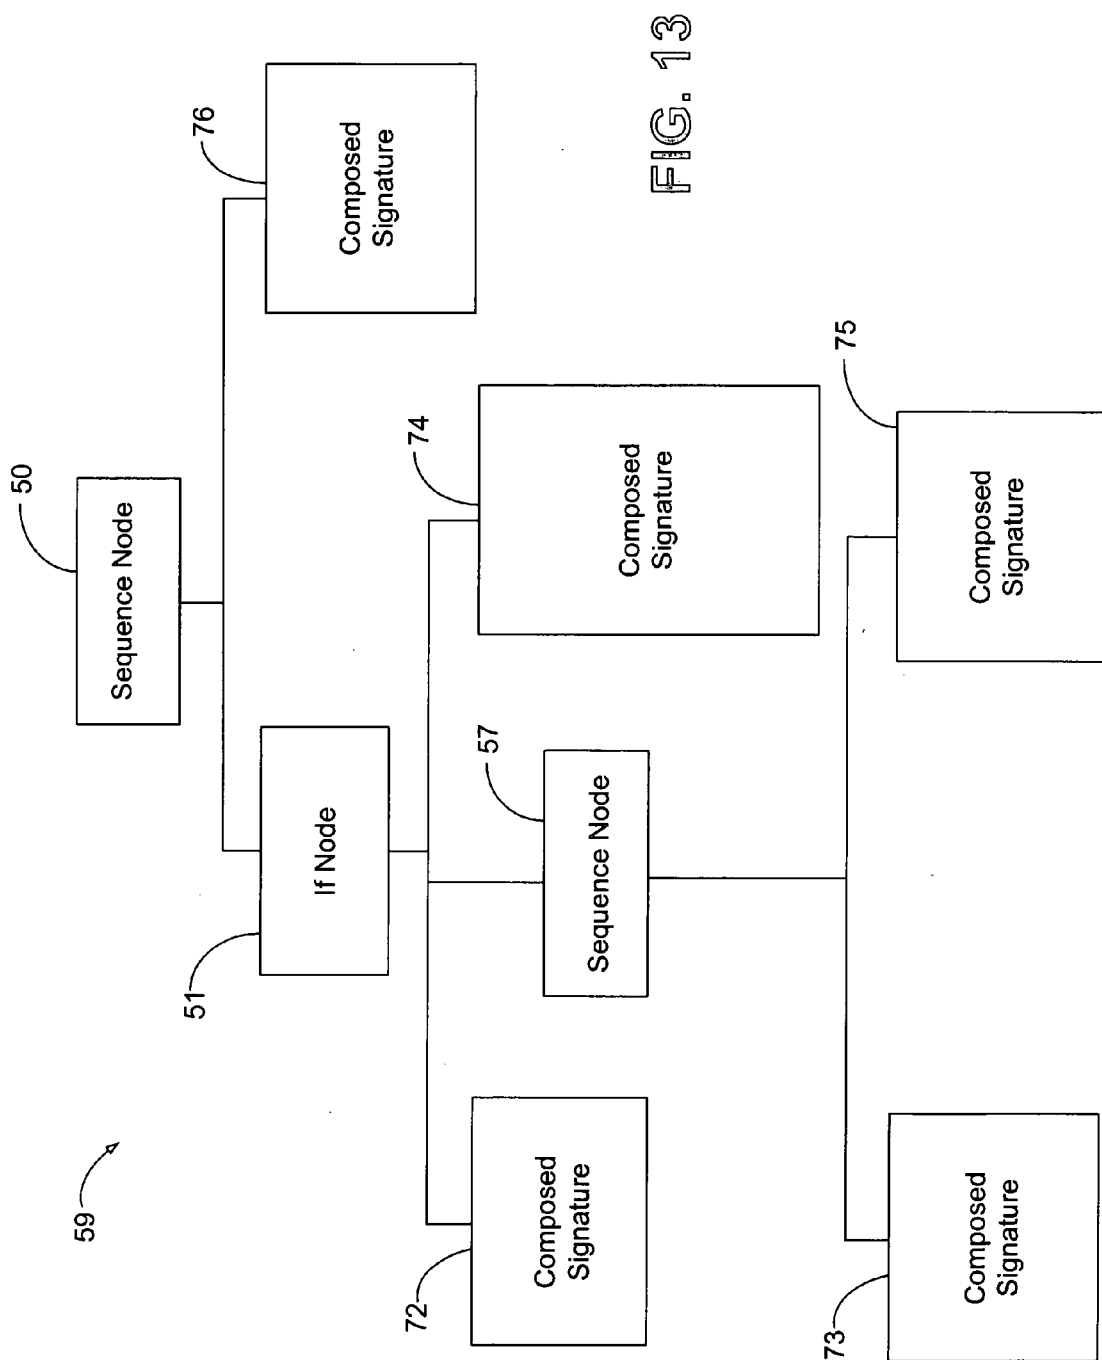 59
50
Sequence Node
51
If Node
76
Composed
Signature
72
Composed
Signature
57
Sequence Node
74
Composed
Signature
73
Composed
Signature
75
Composed
Signature
FIG. 13